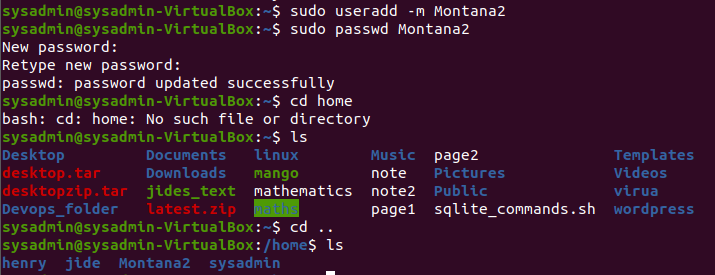 sysadmin@sysadmin-VirtualBox:~$ sudo useradd -m Montana2
sysadmin@sysadmin-VirtualBox:~$ sudo passwd Montana2
New password:
Retype new password:
passwd: password updated successfully
sysadmin@sysadmin-VirtualBox:~$ cd home
bash: cd: home: No such file or directory
sysadmin@sysadmin-VirtualBox:~$ ls
Desktop Documents linux Music page2 Templates
desktop.tar Downloads mango note Pictures Videos
desktopzip.tar jides_text mathematics note2 Public virua
Devops_folder latest.zip maths page1 sqlite_commands.sh wordpress
sysadmin@sysadmin-VirtualBox:~$ cd ..
sysadmin@sysadmin-VirtualBox:/home$ ls
henry jide Montana2 sysadmin